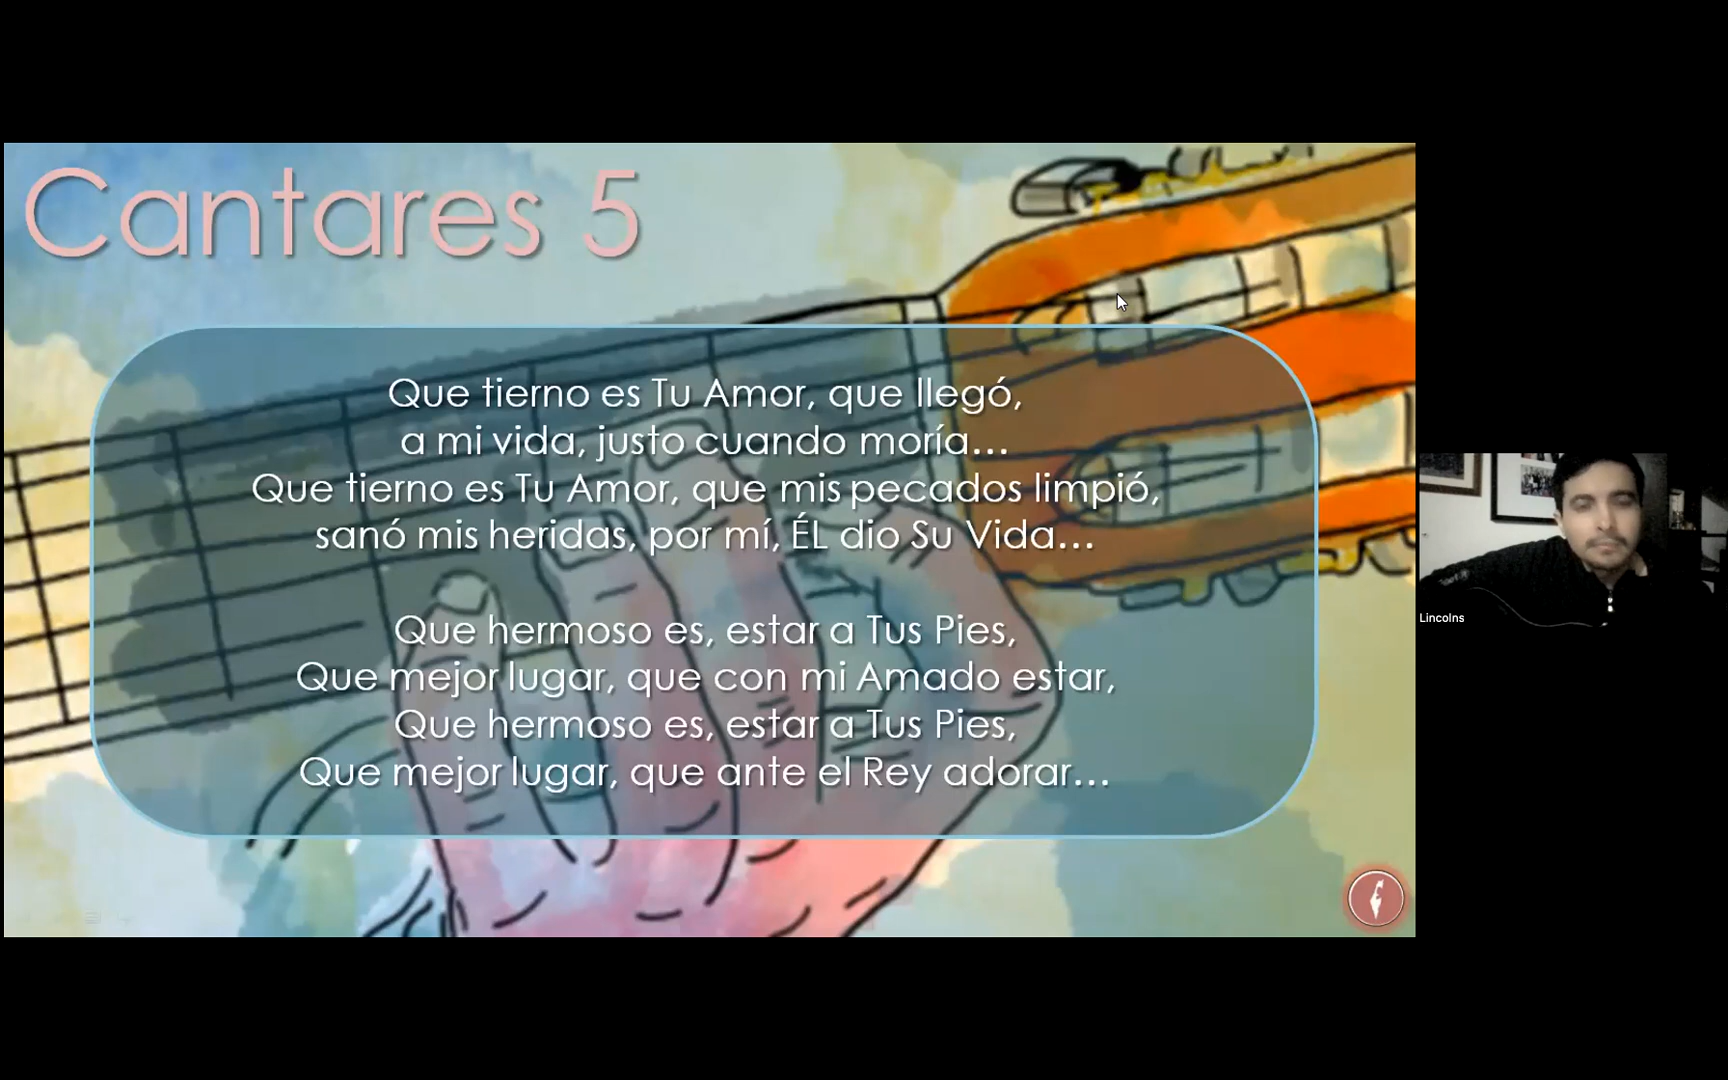 Cantares 5
Que tierno es Tu Amor, que llegó,
a mi vida, justo cuando moría...
Que tierno es Tu Amor, que mis pecados limpió,
sanó mis heridas, por mí, ÉL dio Su Vida...
Que hermoso es, estar a Tus Pies,
Que mejor lugar, que con mi Amado estar,
Que hermoso es, estar a Tus Pies,
Que mejor lugar, que ante el Rey adorar...
Lincolns